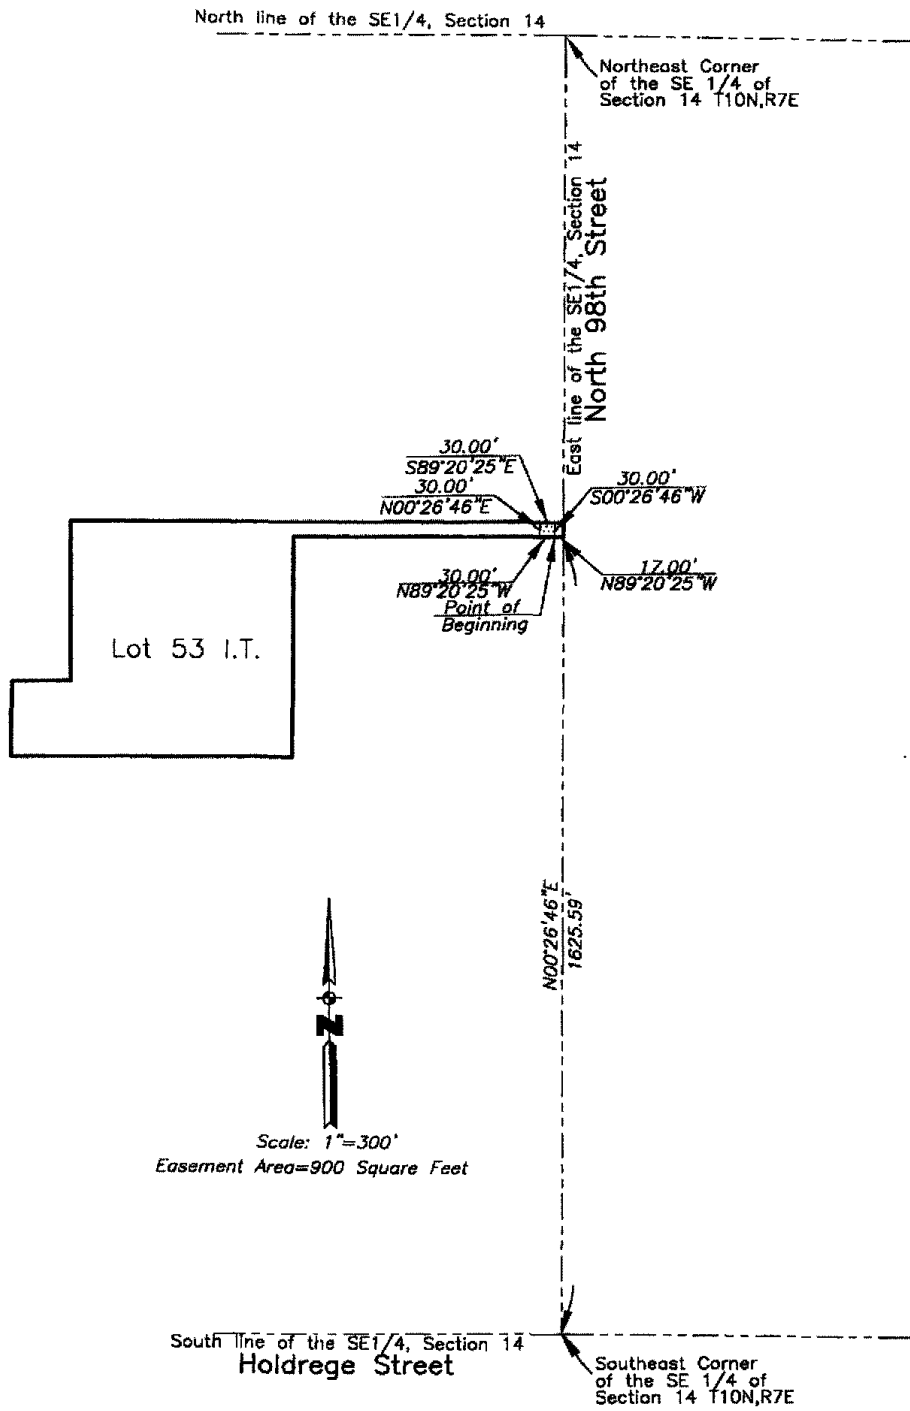 North line of the SE1/4, Section 14
Northeast Corner
of the SE 1/4 of
Section 14 T10N,R7E
East line of the SE1/4, Section 14
North 98th Street
30.00'
S89°20'25"E
30.00'
N00°26'46"E
30.00'
S00°26'46"W
30.00'
N89°20'25"W
17.00'
N89°20'25"W
Point of
Beginning
Lot 53 I.T.
N00°26'46"E
1625.59'
N
Scale: 1"=300'
Easement Area=900 Square Feet
South line of the SE1/4, Section 14
Holdrege Street
Southeast Corner
of the SE 1/4 of
Section 14 T10N,R7E